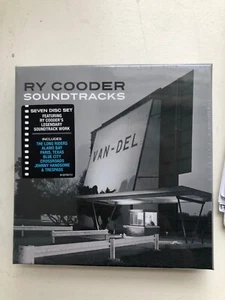 RY COODER
SOUNDTRACKS
SEVEN DISC SET
FEATURING
RY COODER'S
LEGENDARY
SOUNDTRACK WORK
INCLUDES
THE LONG RIDERS
ALAMO BAY
PARIS, TEXAS
BLUE CITY
CROSSROADS
JOHNNY HANDSOME
& TRESPASS
VAN-DEL